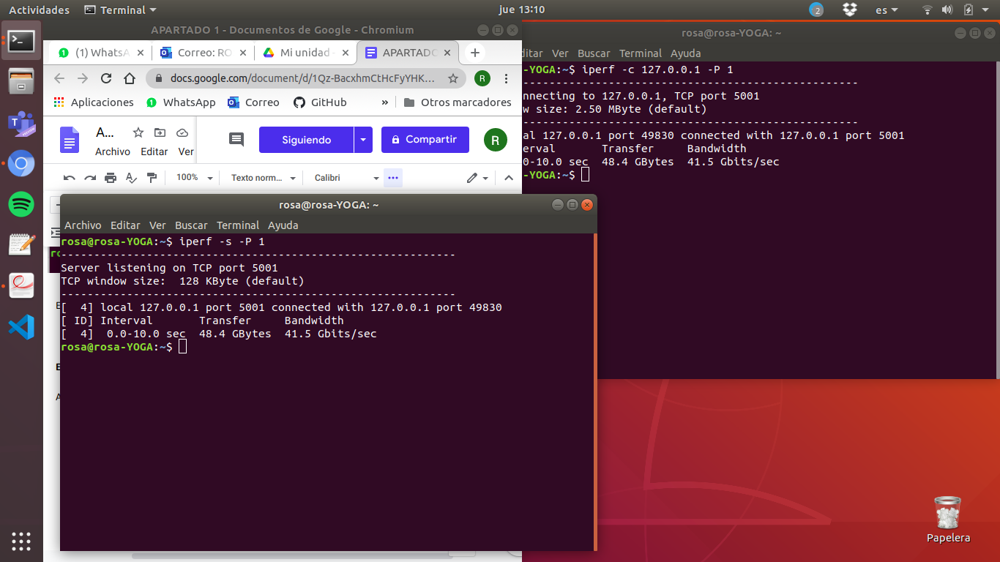 Actividades
Terminal
jue 13:10
2
es
APARTADO 1 - Documentos de Google - Chromium
(1) WhatsA
Correo: RO
Mi unidad -
APARTADO
docs.google.com/document/d/1Qz-BacxhmCtHcFyYHK…
R
Aplicaciones
WhatsApp
Correo
GitHub
»
Otros marcadores
A...
Siguiendo
Compartir
R
Archivo Editar Ver
100%
Texto norm...
Calibri
rosa@rosa-YOGA: ~
ditar Ver Buscar Terminal Ayuda
-YOGA:~$ iperf -c 127.0.0.1 -P 1
------------------------------------------------------------
nnecting to 127.0.0.1, TCP port 5001
w size: 2.50 MByte (default)
------------------------------------------------------------
al 127.0.0.1 port 49830 connected with 127.0.0.1 port 5001
erval Transfer Bandwidth
0-10.0 sec 48.4 GBytes 41.5 Gbits/sec
-YOGA:~$
rosa@rosa-YOGA: ~
Archivo Editar Ver Buscar Terminal Ayuda
rosa@rosa-YOGA:~$ iperf -s -P 1
------------------------------------------------------------
Server listening on TCP port 5001
TCP window size: 128 KByte (default)
------------------------------------------------------------
[ 4] local 127.0.0.1 port 5001 connected with 127.0.0.1 port 49830
[ ID] Interval Transfer Bandwidth
[ 4] 0.0-10.0 sec 48.4 GBytes 41.5 Gbits/sec
rosa@rosa-YOGA:~$
Papelera